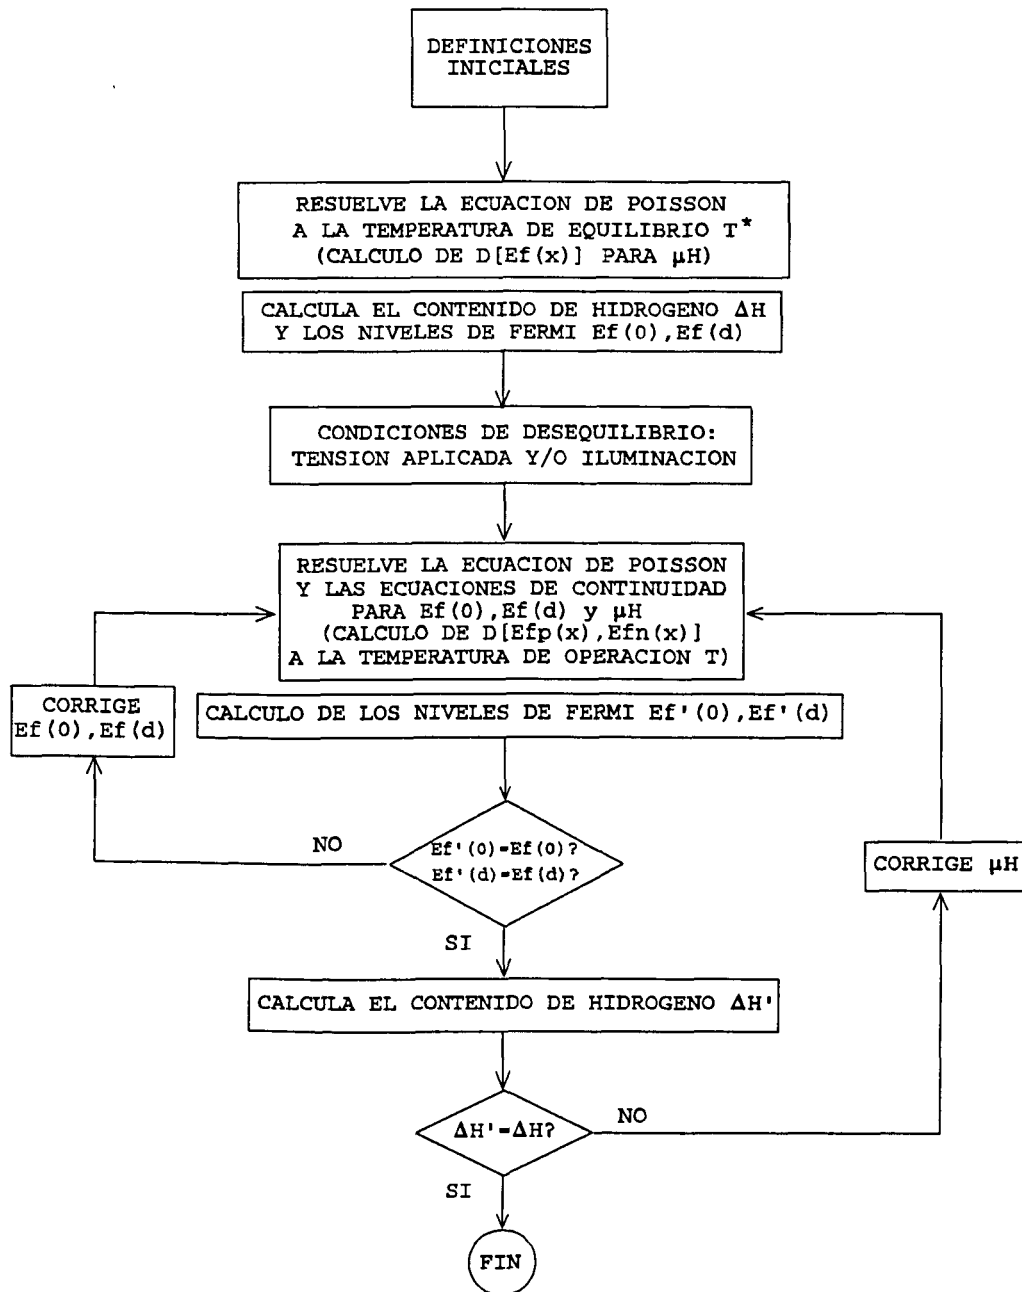 DEFINICIONES
INICIALES
RESUELVE LA ECUACION DE POISSON
A LA TEMPERATURA DE EQUILIBRIO T*
(CALCULO DE D[Ef(x)] PARA μH)
CALCULA EL CONTENIDO DE HIDROGENO ΔH
Y LOS NIVELES DE FERMI Ef(0),Ef(d)
CONDICIONES DE DESEQUILIBRIO:
TENSION APLICADA Y/O ILUMINACION
RESUELVE LA ECUACION DE POISSON
Y LAS ECUACIONES DE CONTINUIDAD
PARA Ef(0),Ef(d) y μH
(CALCULO DE D[Efp(x),Efn(x)]
A LA TEMPERATURA DE OPERACION T)
CORRIGE
Ef(0),Ef(d)
CALCULO DE LOS NIVELES DE FERMI Ef'(0),Ef'(d)
NO
Ef'(0)=Ef(0)?
Ef'(d)=Ef(d)?
CORRIGE μH
SI
CALCULA EL CONTENIDO DE HIDROGENO ΔH'
ΔH'=ΔH?
NO
SI
FIN